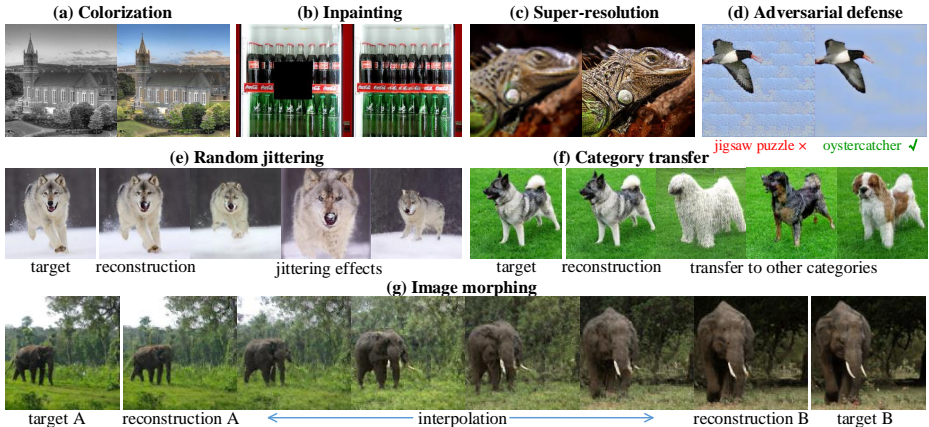 (a) Colorization
(b) Inpainting
(c) Super-resolution
(d) Adversarial defense
jigsaw puzzle ×
oystercatcher ✓
(e) Random jittering
(f) Category transfer
target
reconstruction
jittering effects
target
reconstruction
transfer to other categories
(g) Image morphing
target A
reconstruction A
interpolation
reconstruction B
target B